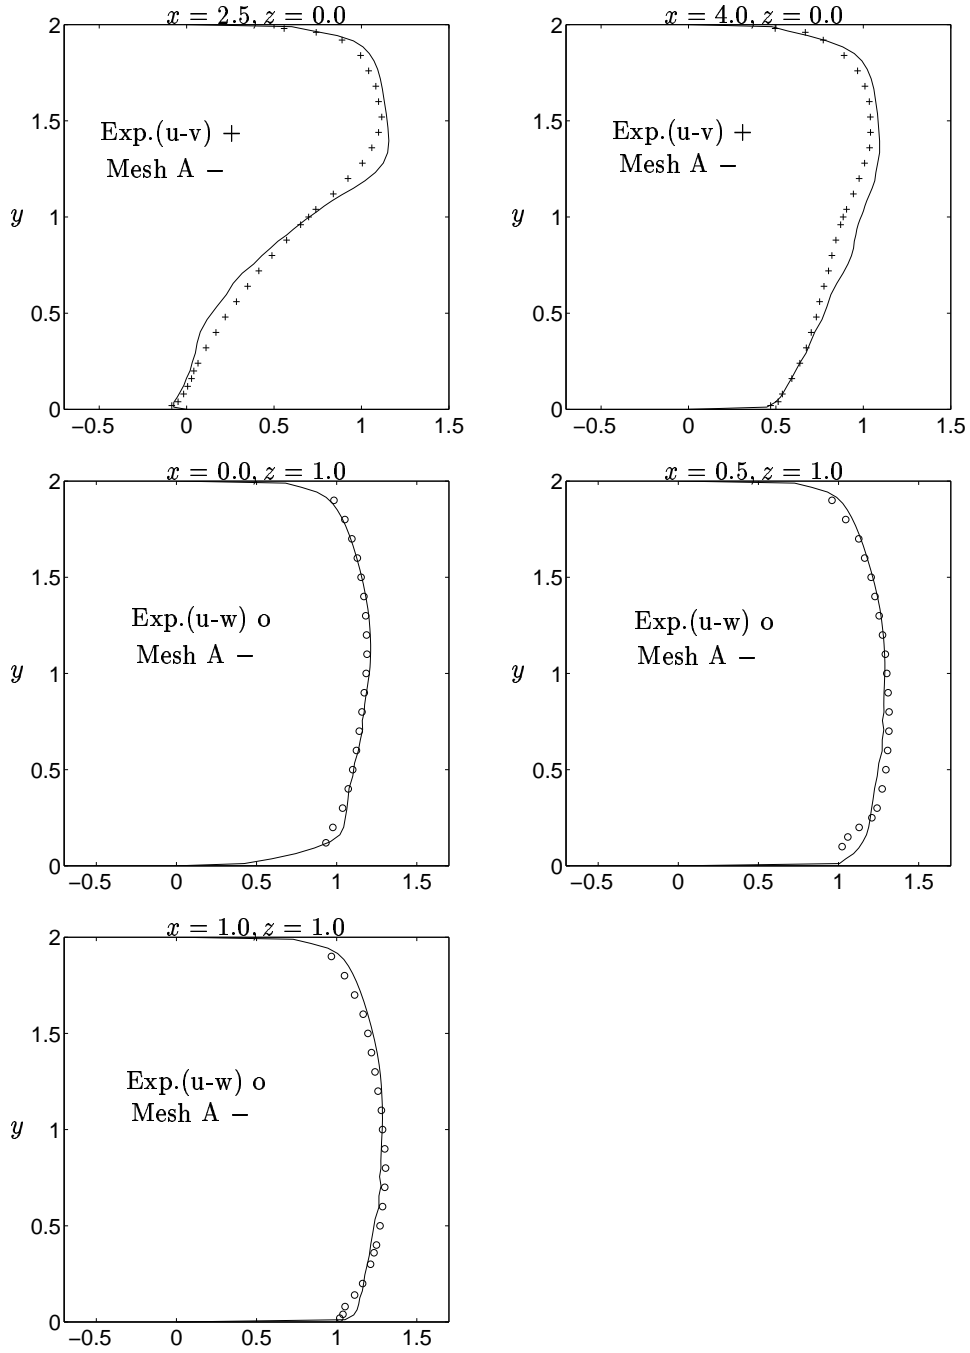 x = 2.5, z = 0.0
2
1.5
Exp.(u-v) +
Mesh A −
y
1
0.5
0
−0.5 0 0.5 1 1.5
x = 4.0, z = 0.0
2
1.5
Exp.(u-v) +
Mesh A −
y
1
0.5
0
−0.5 0 0.5 1 1.5
x = 0.0, z = 1.0
2
1.5
Exp.(u-w) o
Mesh A −
y
1
0.5
0
−0.5 0 0.5 1 1.5
x = 0.5, z = 1.0
2
1.5
Exp.(u-w) o
Mesh A −
y
1
0.5
0
−0.5 0 0.5 1 1.5
x = 1.0, z = 1.0
2
1.5
Exp.(u-w) o
Mesh A −
y
1
0.5
0
−0.5 0 0.5 1 1.5